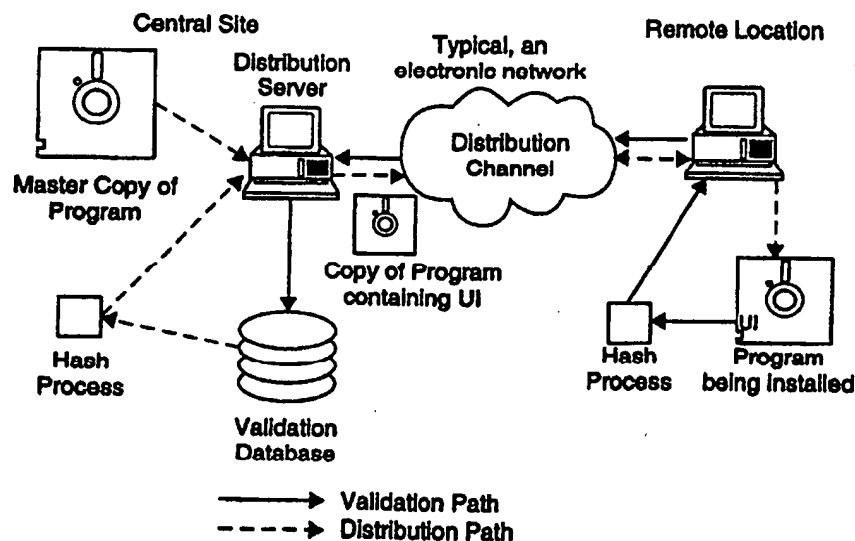 Central Site
Distribution
Server
Typical, an
electronic network
Remote Location
Distribution
Channel
Master Copy of
Program
Copy of Program
containing UI
UI
Hash
Process
Validation
Database
Hash
Process
Program
being installed
Validation Path
Distribution Path